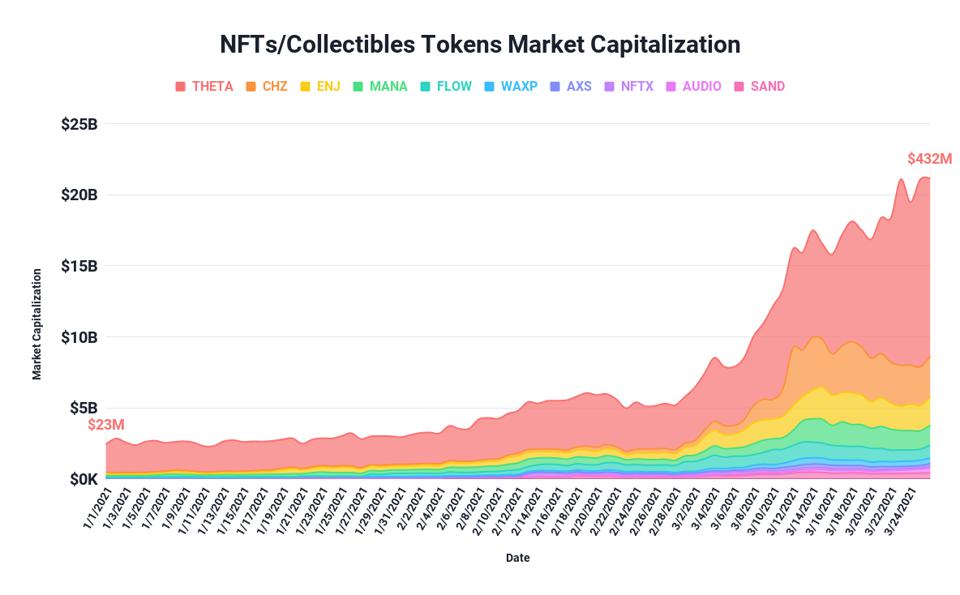 NFTs/Collectibles Tokens Market Capitalization
THETA CHZ ENJ MANA FLOW WAXP AXS NFTX AUDIO SAND
$25B
$432M
$20B
$15B
$10B
$5B
$23M
$0K
Market Capitalization
1/1/2021 1/3/2021 1/5/2021 1/7/2021 1/9/2021 1/11/2021 1/13/2021 1/15/2021 1/17/2021 1/19/2021 1/21/2021 1/23/2021 1/25/2021 1/27/2021 1/29/2021 1/31/2021 2/2/2021 2/4/2021 2/6/2021 2/8/2021 2/10/2021 2/12/2021 2/14/2021 2/16/2021 2/18/2021 2/20/2021 2/22/2021 2/24/2021 2/26/2021 2/28/2021 3/2/2021 3/4/2021 3/6/2021 3/8/2021 3/10/2021 3/12/2021 3/14/2021 3/16/2021 3/18/2021 3/20/2021 3/22/2021 3/24/2021
Date